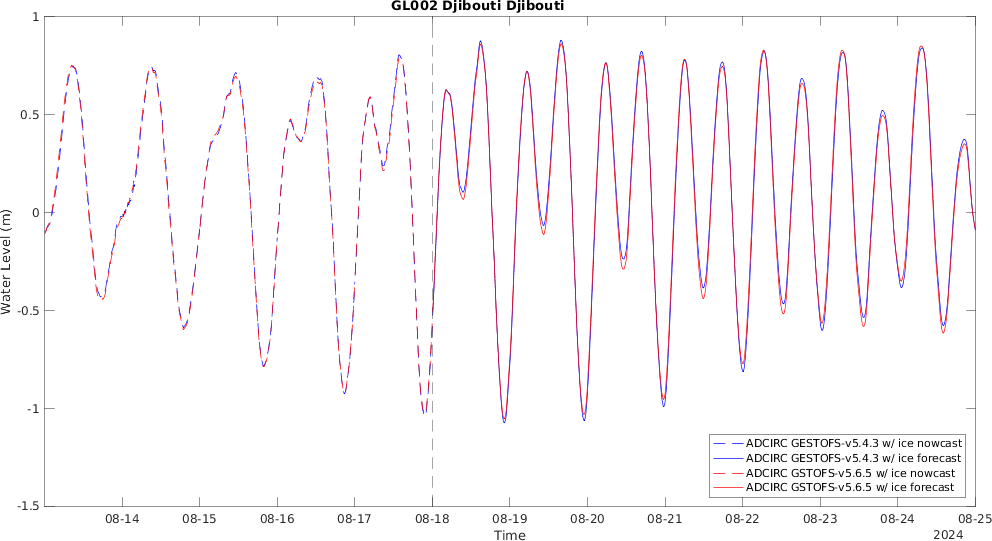 GL002 Djibouti Djibouti
1
0.5
0
-0.5
-1
-1.5
Water Level (m)
08-14 08-15 08-16 08-17 08-18 08-19 08-20 08-21 08-22 08-23 08-24 08-25
Time
2024
ADCIRC GESTOFS-v5.4.3 w/ ice nowcast
ADCIRC GESTOFS-v5.4.3 w/ ice forecast
ADCIRC GSTOFS-v5.6.5 w/ ice nowcast
ADCIRC GSTOFS-v5.6.5 w/ ice forecast